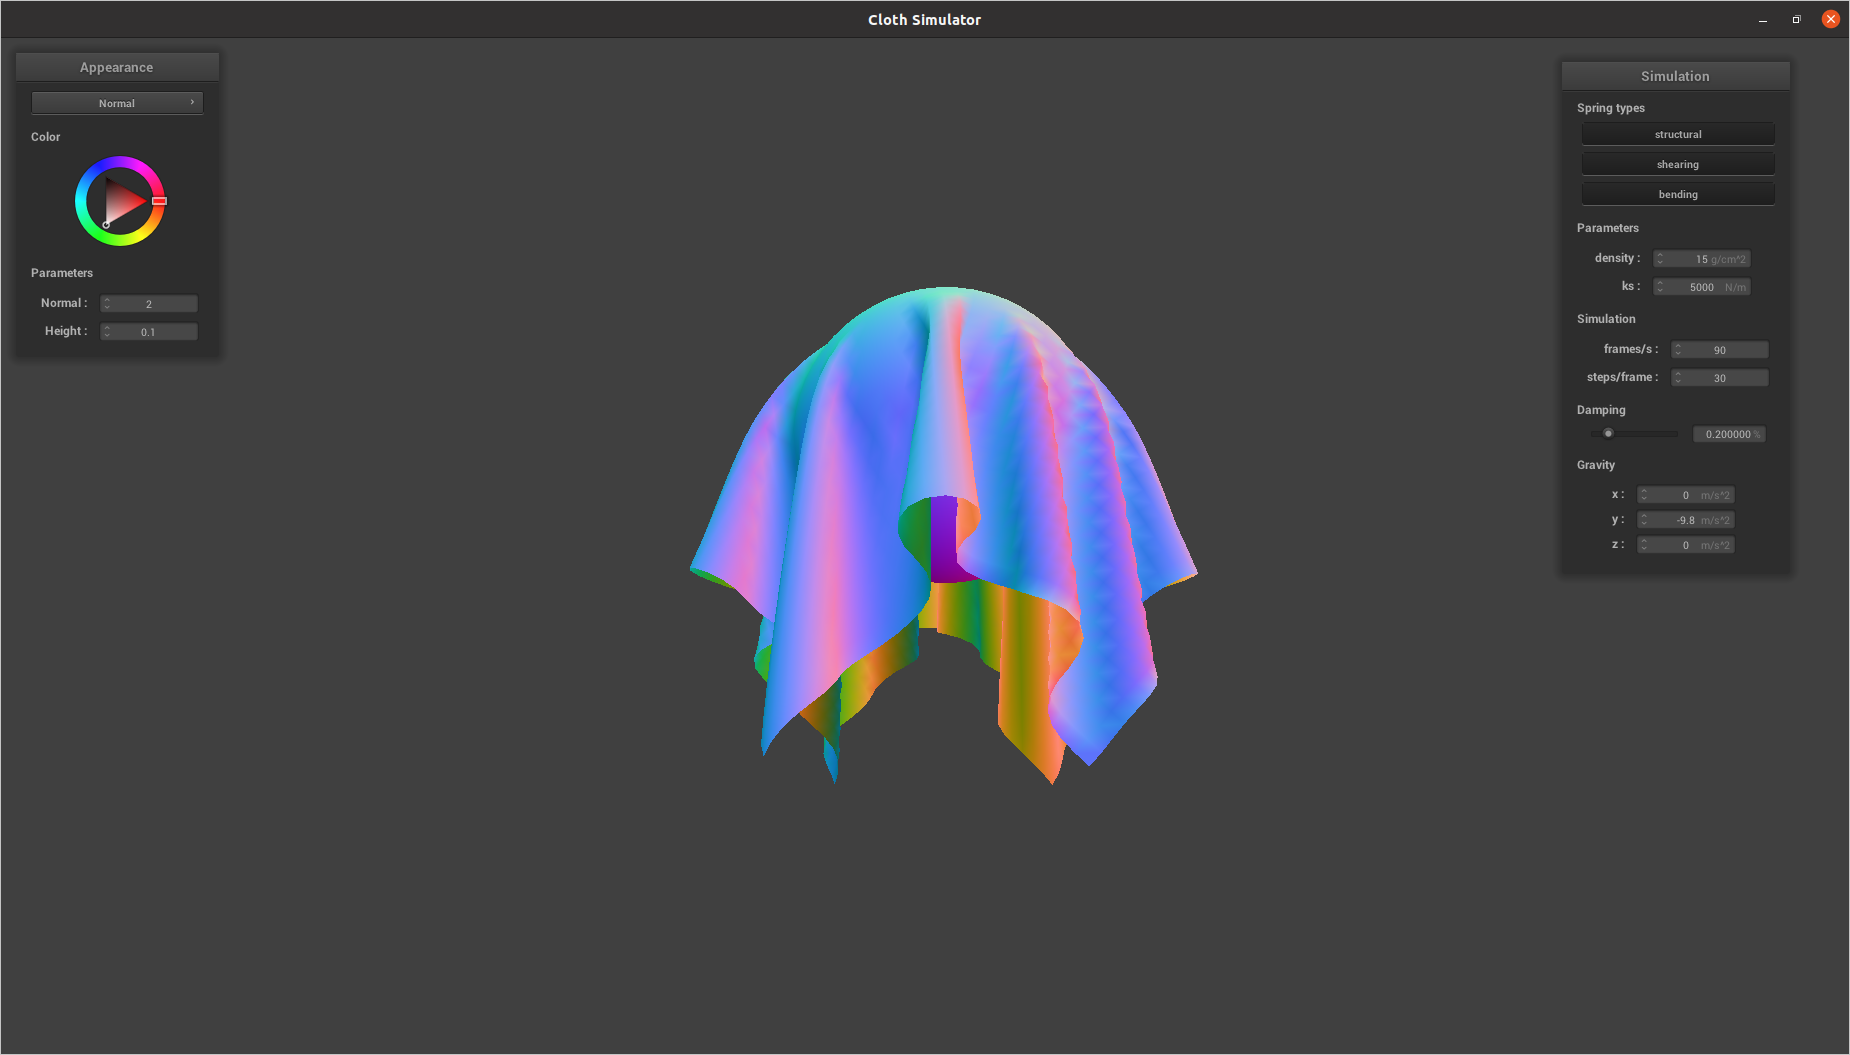 Cloth Simulator
Appearance
Normal
Color
Parameters
Normal : 2
Height : 0.1
Simulation
Spring types
structural
shearing
bending
Parameters
density : 15 g/cm^2
ks : 5000 N/m
Simulation
frames/s : 90
steps/frame : 30
Damping
0.200000 %
Gravity
x : 0 m/s^2
y : -9.8 m/s^2
z : 0 m/s^2